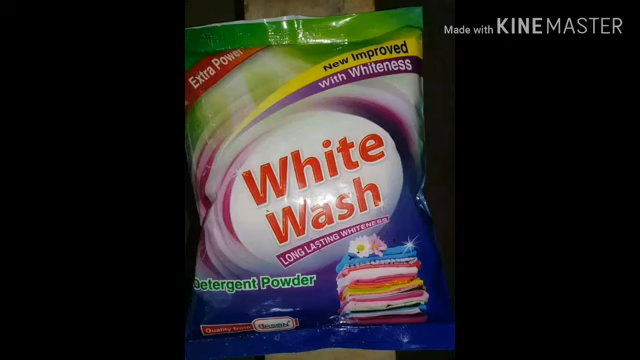 Made with KINEMASTER
Extra Power
New Improved
With Whiteness
White
Wash
LONG LASTING WHITENESS
Detergent Powder
Quality from